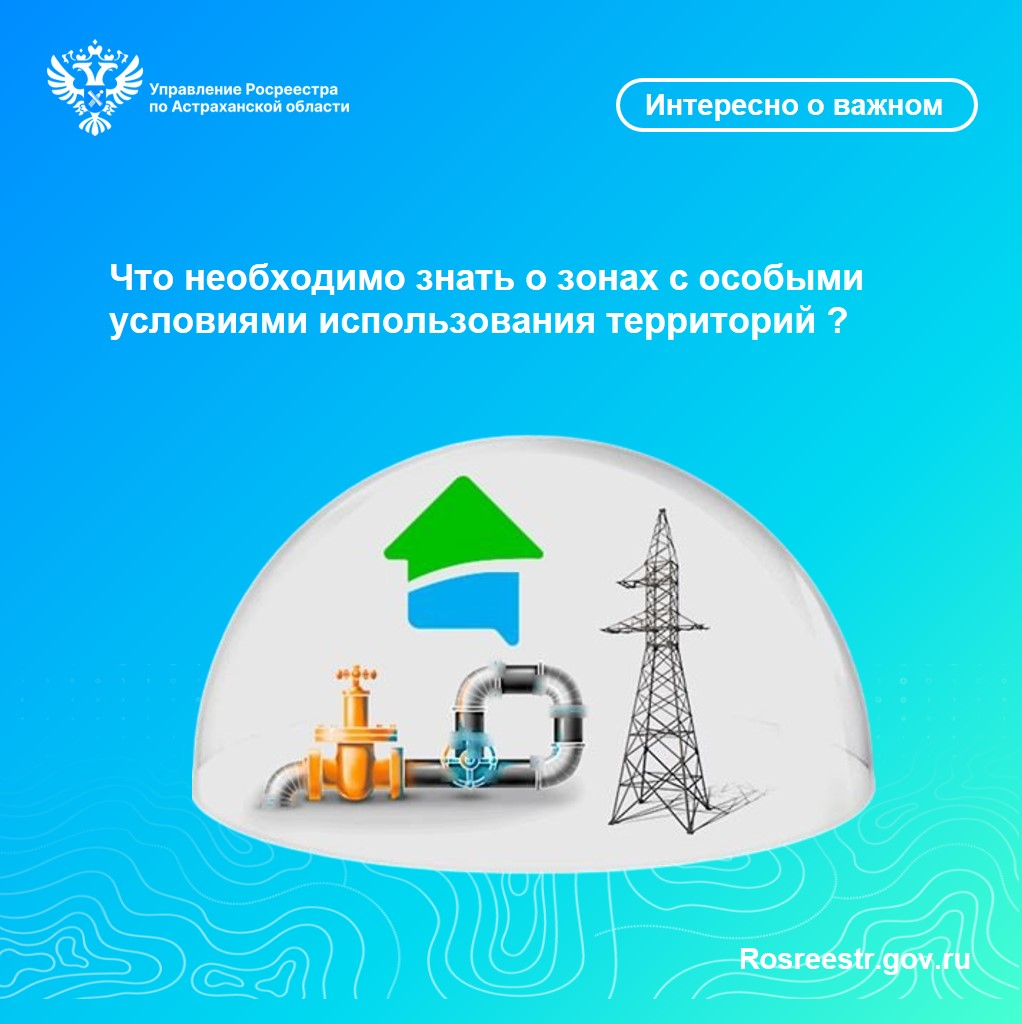 Управление Росреестра
по Астраханской области
Интересно о важном
Что необходимо знать о зонах с особыми
условиями использования территорий ?
Rosreestr.gov.ru